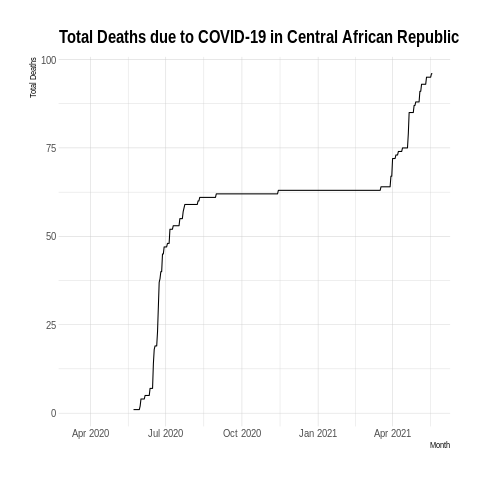 Total Deaths due to COVID-19 in Central African Republic
Total Deaths
100
75
50
25
0
Apr 2020 Jul 2020 Oct 2020 Jan 2021 Apr 2021
Month